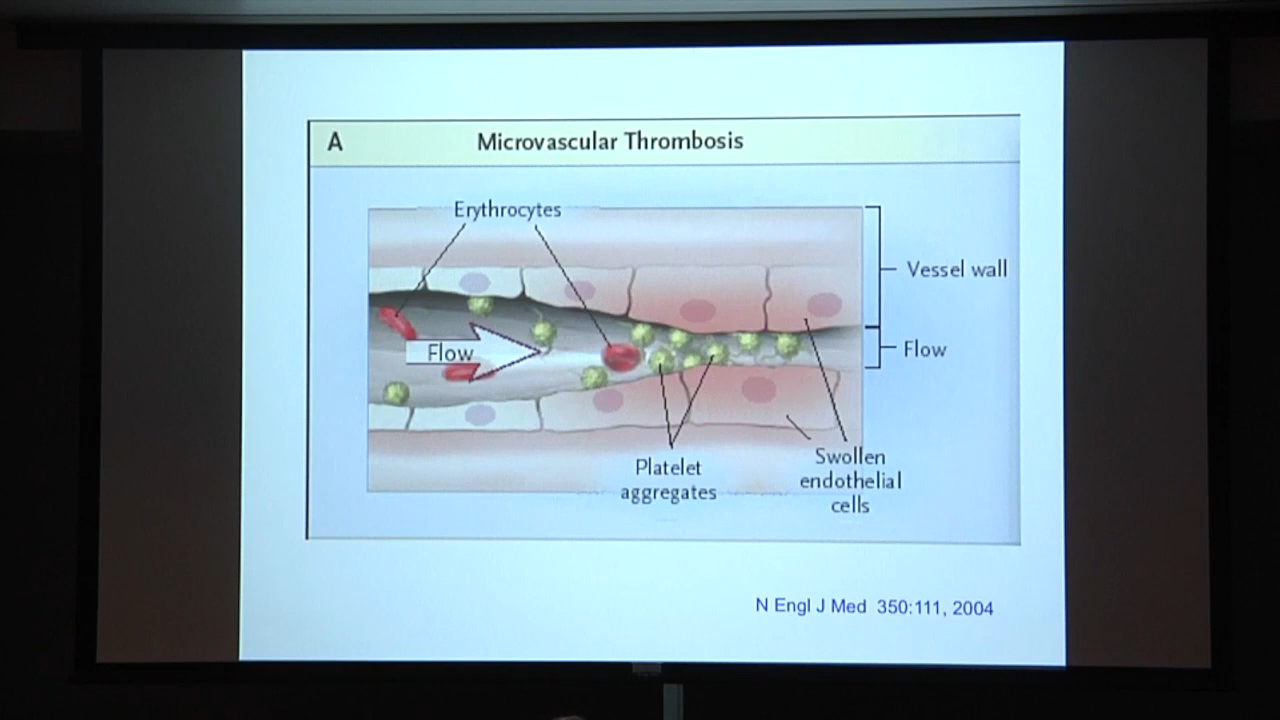 A
Microvascular Thrombosis
Erythrocytes
Vessel wall
Flow
Flow
Platelet
aggregates
Swollen
endothelial
cells
N Engl J Med 350:111, 2004